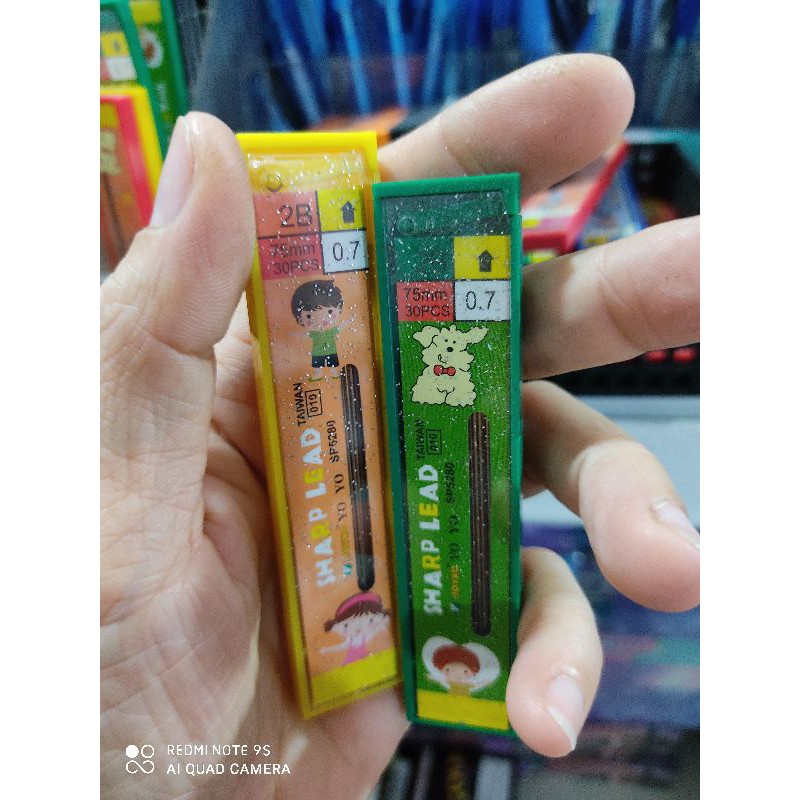 2B
75mm
30PCS
0.7
TAIWAN
010
SHARP LEAD
SP5280
YO YO
75mm
30PCS
0.7
TAIWAN
010
SHARP LEAD
SP5280
YO YO
REDMI NOTE 9S
AI QUAD CAMERA